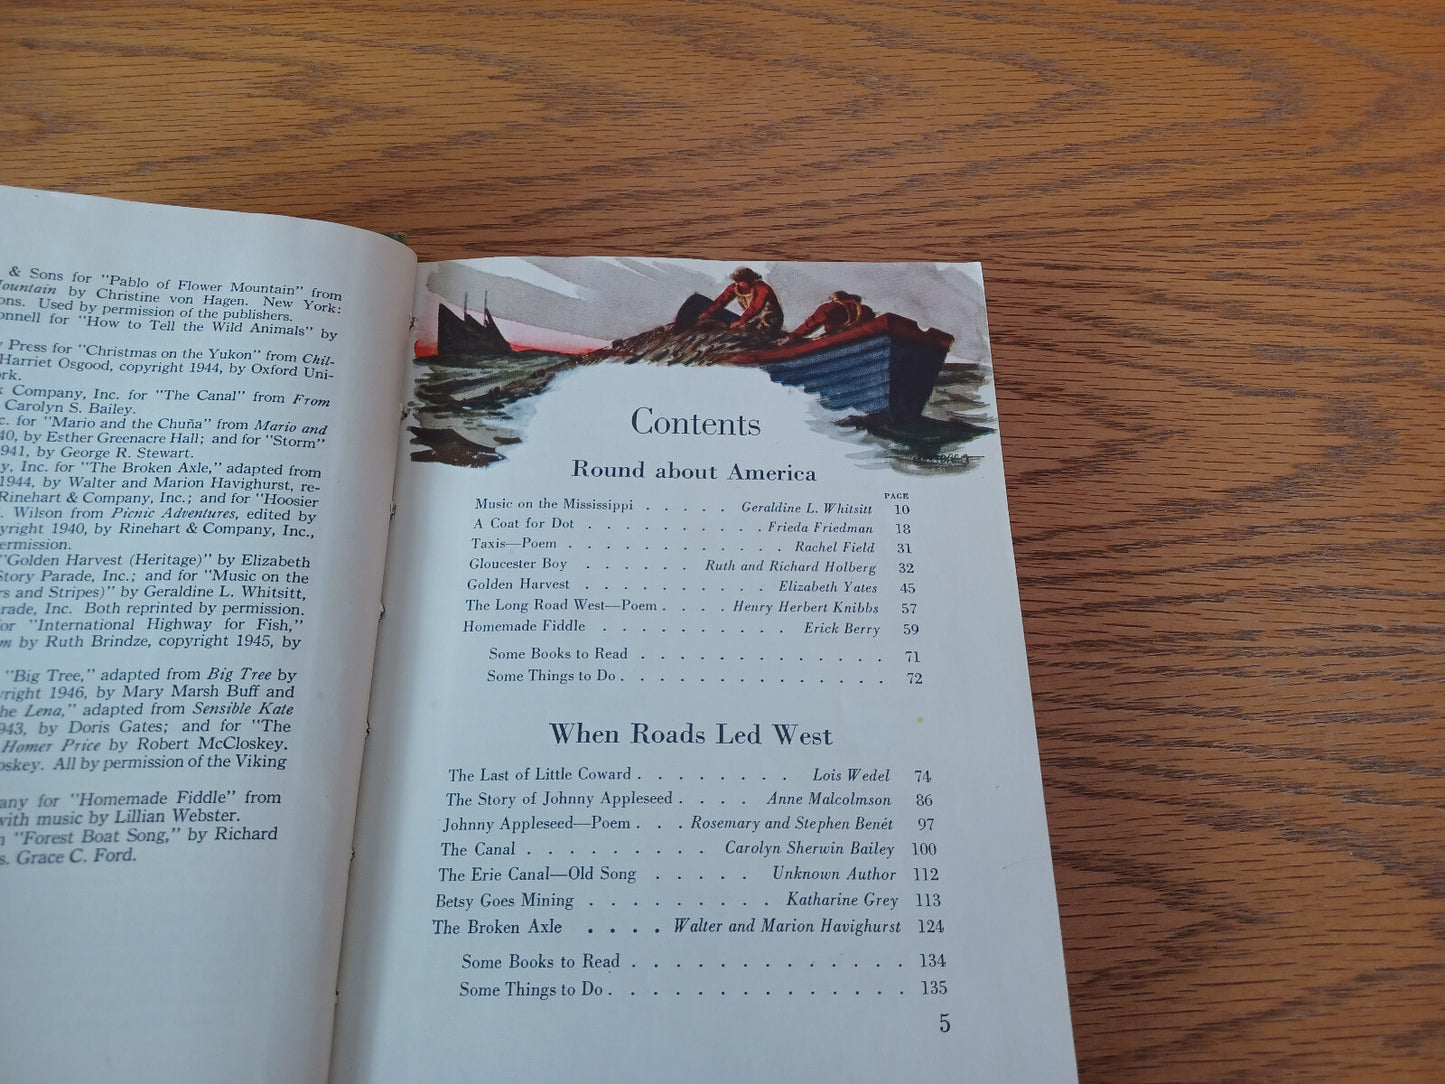 & Sons for "Pablo of Flower Mountain" from
Mountain by Christine von Hagen. New York:
ons. Used by permission of the publishers.
onnell for "How to Tell the Wild Animals" by
Press for "Christmas on the Yukon" from Chil-
Harriet Osgood, copyright 1944, by Oxford Uni-
rk.
Company, Inc. for "The Canal" from From
Carolyn S. Bailey.
c. for "Mario and the Chuña" from Mario and
40, by Esther Greenacre Hall; and for "Storm"
1941, by George R. Stewart.
y, Inc. for "The Broken Axle," adapted from
1944, by Walter and Marion Havighurst, re-
Rinehart & Company, Inc.; and for "Hoosier
. Wilson from Picnic Adventures, edited by
yright 1940, by Rinehart & Company, Inc.,
ermission.
"Golden Harvest (Heritage)" by Elizabeth
Story Parade, Inc.; and for "Music on the
rs and Stripes)" by Geraldine L. Whitsitt,
rade, Inc. Both reprinted by permission.
for "International Highway for Fish,"
m by Ruth Brindze, copyright 1945, by
"Big Tree," adapted from Big Tree by
yright 1946, by Mary Marsh Buff and
he Lena," adapted from Sensible Kate
943, by Doris Gates; and for "The
Homer Price by Robert McCloskey.
oskey. All by permission of the Viking
any for "Homemade Fiddle" from
with music by Lillian Webster.
n "Forest Boat Song," by Richard
s. Grace C. Ford.
Contents
Round about America
PAGE
Music on the Mississippi . . . . . Geraldine L. Whitsitt 10
A Coat for Dot . . . . . . . . . . Frieda Friedman 18
Taxis—Poem . . . . . . . . . . . . Rachel Field 31
Gloucester Boy . . . . . . Ruth and Richard Holberg 32
Golden Harvest . . . . . . . . . . Elizabeth Yates 45
The Long Road West—Poem . . . . Henry Herbert Knibbs 57
Homemade Fiddle . . . . . . . . . . Erick Berry 59
Some Books to Read . . . . . . . . . . . . . 71
Some Things to Do . . . . . . . . . . . . . 72
When Roads Led West
The Last of Little Coward . . . . . . . . Lois Wedel 74
The Story of Johnny Appleseed . . . . Anne Malcolmson 86
Johnny Appleseed—Poem . . . Rosemary and Stephen Benét 97
The Canal . . . . . . . . . Carolyn Sherwin Bailey 100
The Erie Canal—Old Song . . . . . Unknown Author 112
Betsy Goes Mining . . . . . . . . . Katharine Grey 113
The Broken Axle . . . . Walter and Marion Havighurst 124
Some Books to Read . . . . . . . . . . . . . 134
Some Things to Do . . . . . . . . . . . . . . 135
5